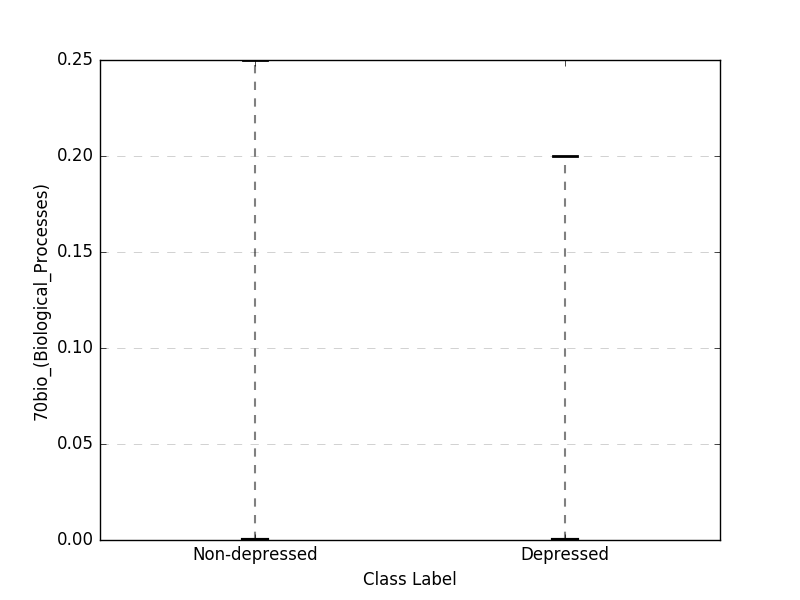 0.25
0.20
0.15
0.10
0.05
0.00
70bio_(Biological_Processes)
Non-depressed
Depressed
Class Label